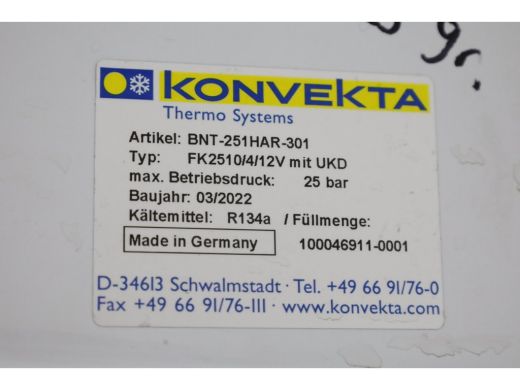 gr.
KONVEKTA
Thermo Systems
Artikel: BNT-251HAR-301
Typ: FK2510/4/12V mit UKD
max. Betriebsdruck: 25 bar
Baujahr: 03/2022
Kältemittel: R134a / Füllmenge:
Made in Germany 100046911-0001
D-34613 Schwalmstadt · Tel. +49 66 91/76-0
Fax +49 66 91/76-111 · www.konvekta.com